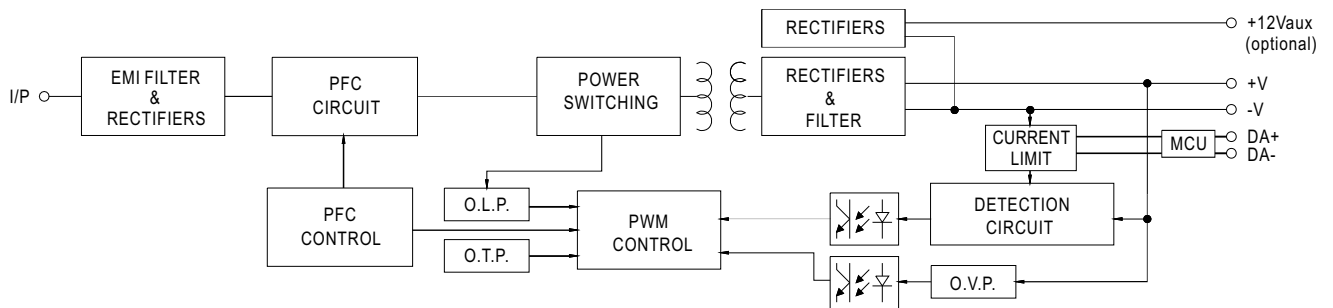 RECTIFIERS
+12Vaux
(optional)
I/P
EMI FILTER
&
RECTIFIERS
PFC
CIRCUIT
POWER
SWITCHING
RECTIFIERS
&
FILTER
+V
-V
CURRENT
LIMIT
MCU
DA+
DA-
PFC
CONTROL
O.L.P.
O.T.P.
PWM
CONTROL
DETECTION
CIRCUIT
O.V.P.